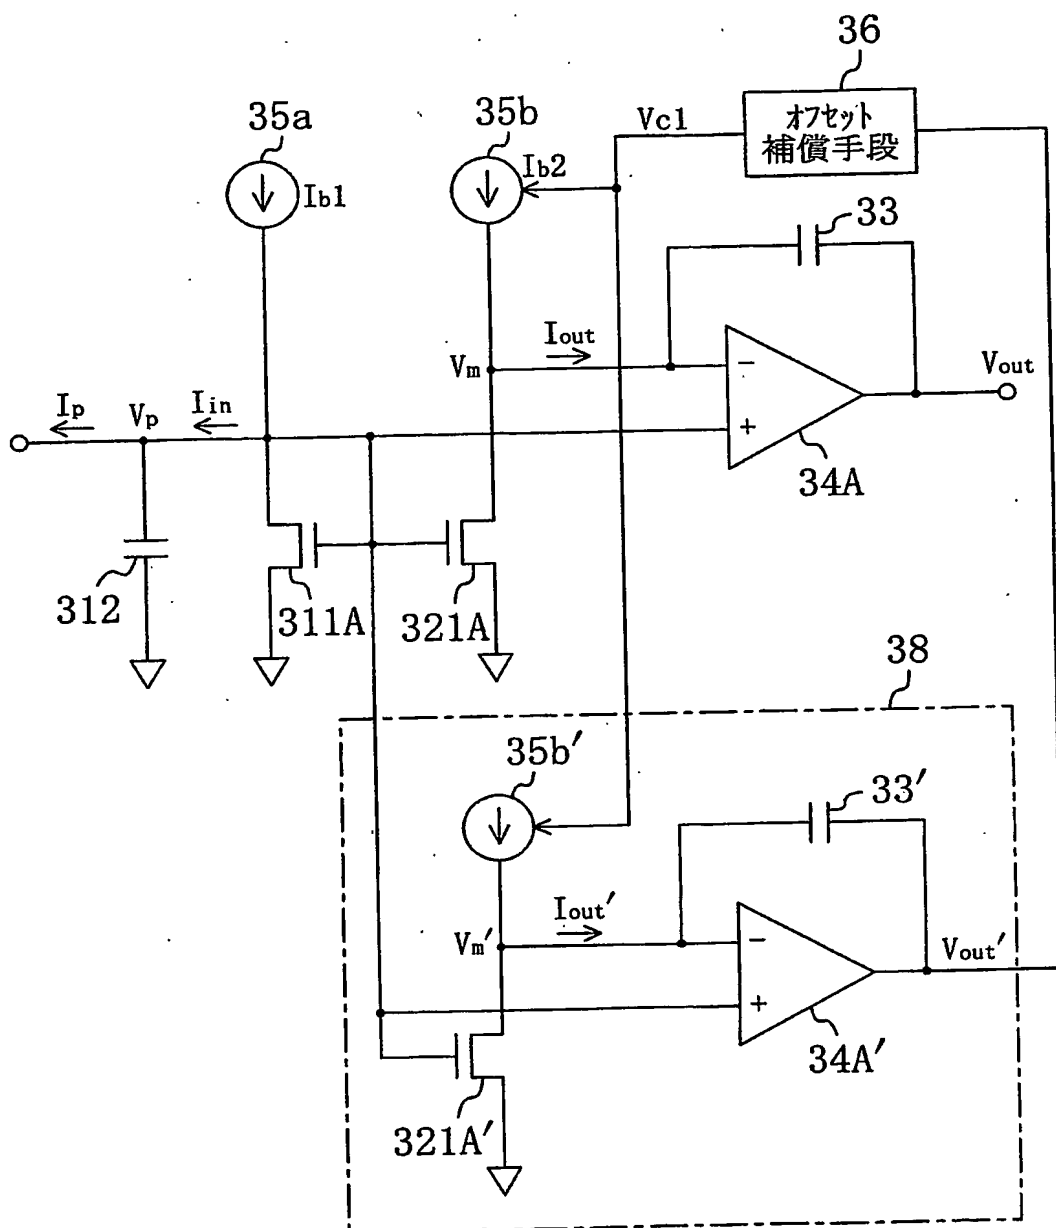 36
35a
35b
Vc1
オフセット
補償手段
Ib1
Ib2
33
Iout
Vm
Vout
−
+
34A
Ip
Vp
Iin
312
311A
321A
38
35b′
33′
Iout′
Vm′
Vout′
−
+
34A′
321A′